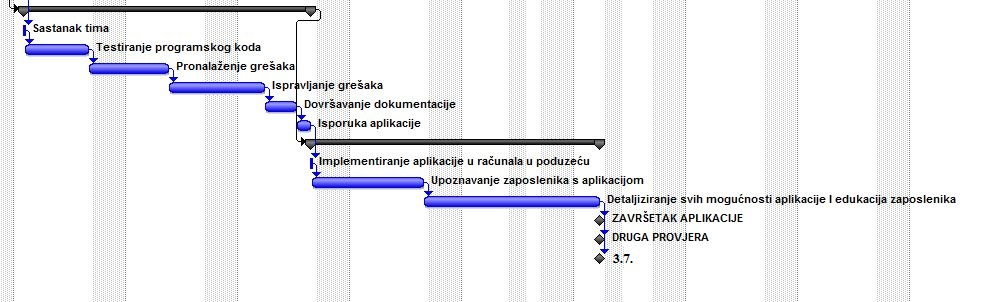 Sastanak tima
Testiranje programskog koda
Pronalaženje grešaka
Ispravljanje grešaka
Dovršavanje dokumentacije
Isporuka aplikacije
Implementiranje aplikacije u računala u poduzeću
Upoznavanje zaposlenika s aplikacijom
Detaljiziranje svih mogućnosti aplikacije I edukacija zaposlenika
ZAVRŠETAK APLIKACIJE
DRUGA PROVJERA
3.7.